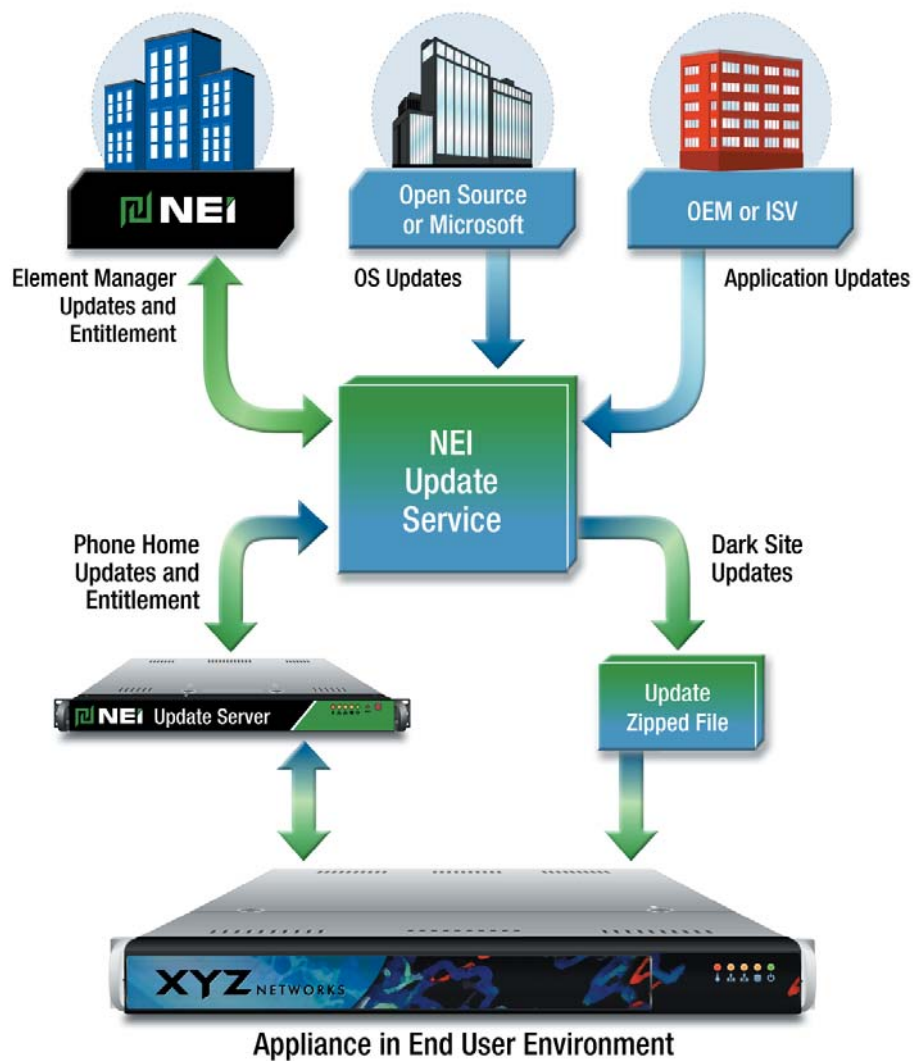 NEI
Open Source
or Microsoft
OEM or ISV
Element Manager
Updates and
Entitlement
OS Updates
Application Updates
NEI
Update
Service
Phone Home
Updates and
Entitlement
Dark Site
Updates
NEI Update Server
Update
Zipped File
XYZ NETWORKS
Appliance in End User Environment